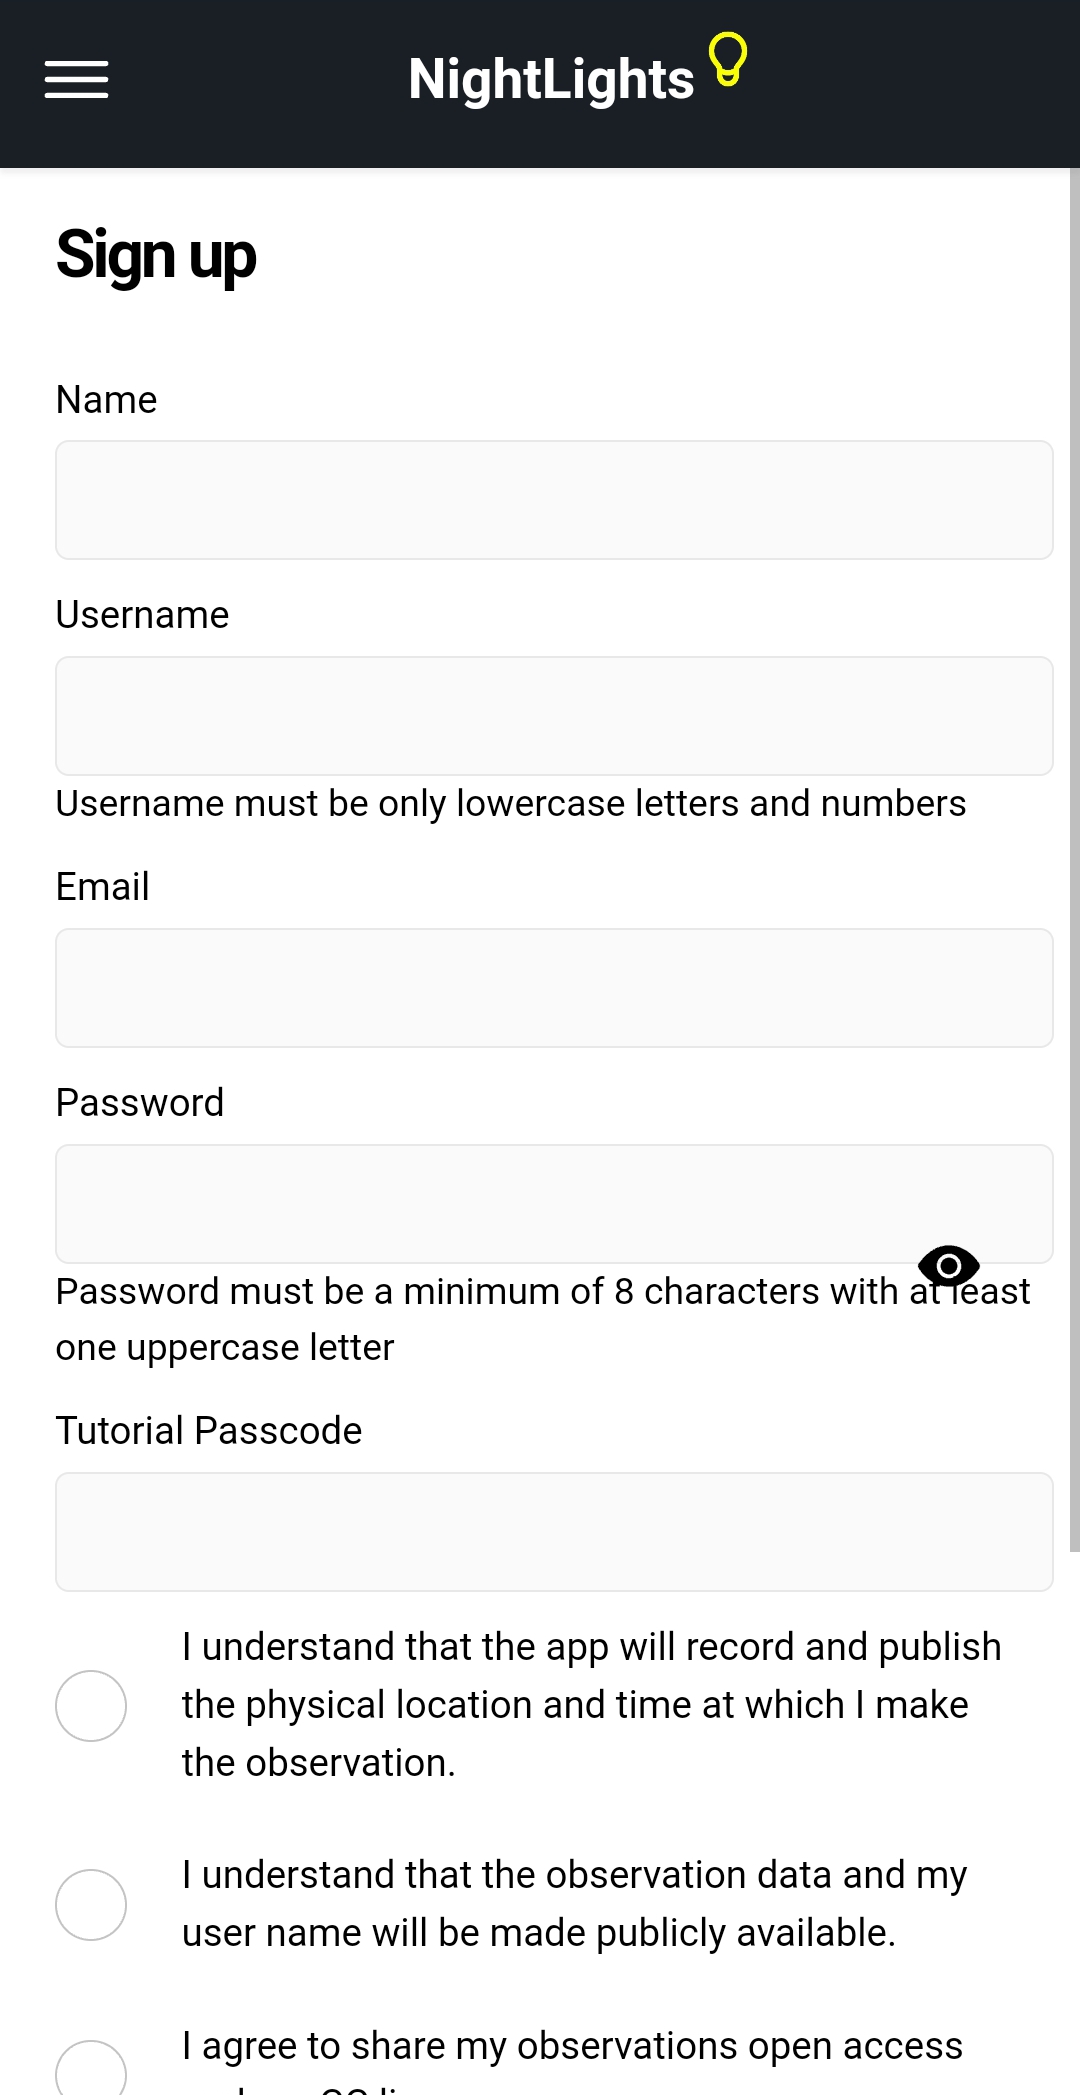 NightLights
Sign up
Name
Username
Username must be only lowercase letters and numbers
Email
Password
Password must be a minimum of 8 characters with at least
one uppercase letter
Tutorial Passcode
I understand that the app will record and publish
the physical location and time at which I make
the observation.
I understand that the observation data and my
user name will be made publicly available.
I agree to share my observations open access